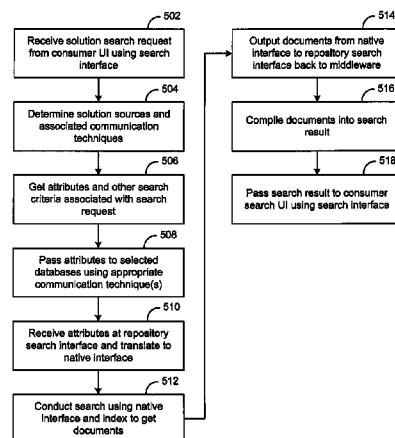 502
Receive solution search request
from consumer UI using search
interface
504
Determine solution sources and
associated communication
techniques
506
Get attributes and other search
criteria associated with search
request
508
Pass attributes to selected
databases using appropriate
communication technique(s)
510
Receive attributes at repository
search interface and translate to
native interface
512
Conduct search using native
interface and index to get
documents
514
Output documents from native
interface to repository search
interface back to middleware
516
Compile documents into search
result
518
Pass search result to consumer
search UI using search interface